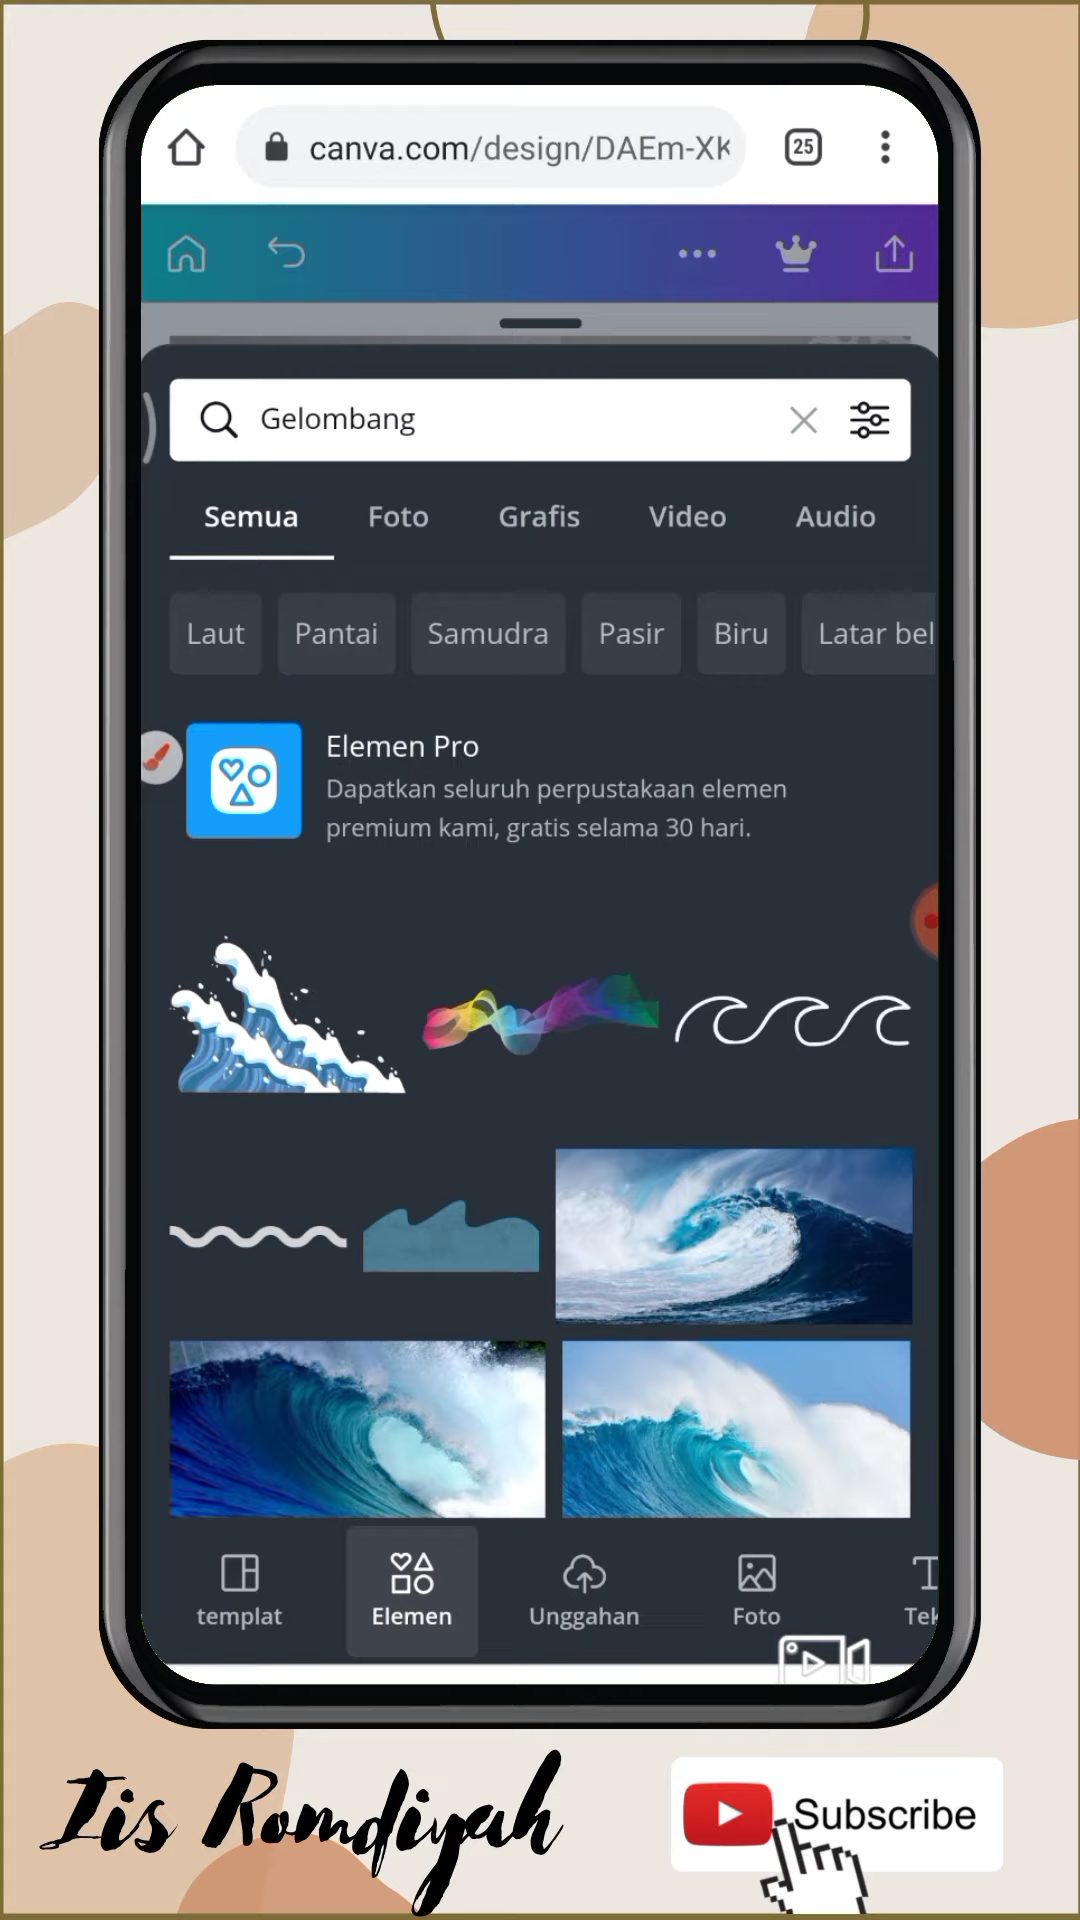 canva.com/design/DAEm-XK
25
Gelombang
Semua Foto Grafis Video Audio
Laut Pantai Samudra Pasir Biru Latar bel
Elemen Pro
Dapatkan seluruh perpustakaan elemen
premium kami, gratis selama 30 hari.
templat Elemen Unggahan Foto Tek
Iis Romdiyah
Subscribe